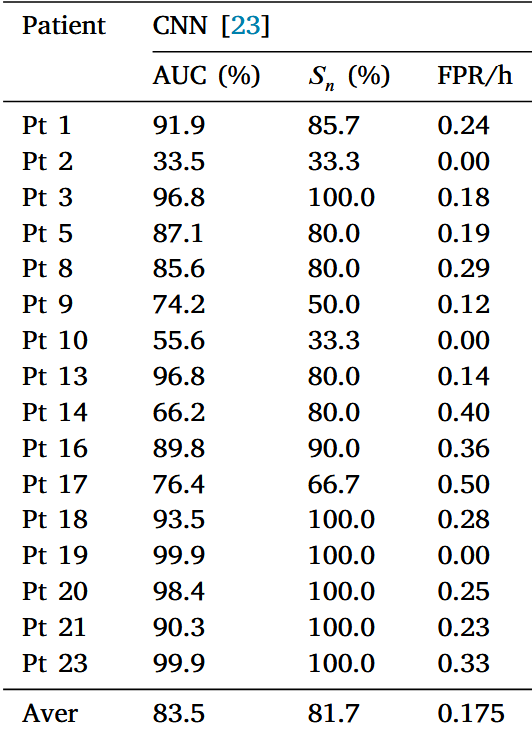 Patient CNN [23]
AUC (%) Sn (%) FPR/h
Pt 1 91.9 85.7 0.24
Pt 2 33.5 33.3 0.00
Pt 3 96.8 100.0 0.18
Pt 5 87.1 80.0 0.19
Pt 8 85.6 80.0 0.29
Pt 9 74.2 50.0 0.12
Pt 10 55.6 33.3 0.00
Pt 13 96.8 80.0 0.14
Pt 14 66.2 80.0 0.40
Pt 16 89.8 90.0 0.36
Pt 17 76.4 66.7 0.50
Pt 18 93.5 100.0 0.28
Pt 19 99.9 100.0 0.00
Pt 20 98.4 100.0 0.25
Pt 21 90.3 100.0 0.23
Pt 23 99.9 100.0 0.33
Aver 83.5 81.7 0.175